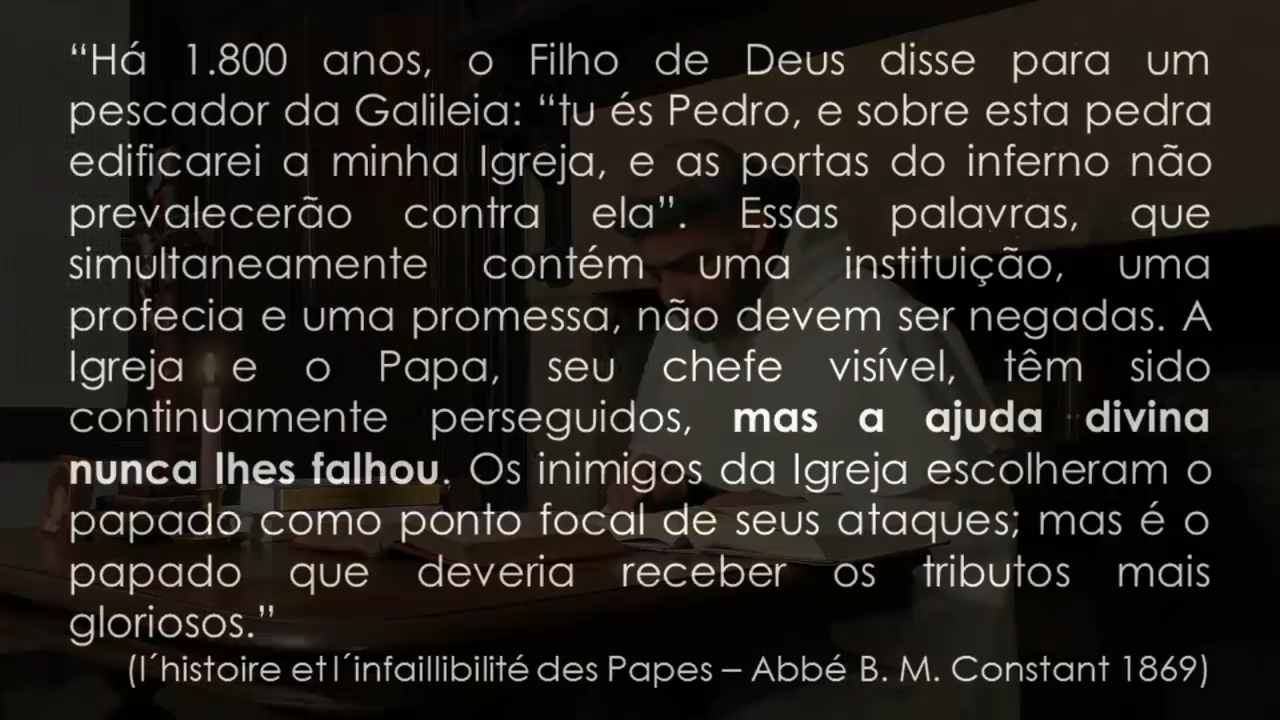 “Há 1.800 anos, o Filho de Deus disse para um
pescador da Galileia: “tu és Pedro, e sobre esta pedra
edificarei a minha Igreja, e as portas do inferno não
prevalecerão contra ela”. Essas palavras, que
simultaneamente contém uma instituição, uma
profecia e uma promessa, não devem ser negadas. A
Igreja e o Papa, seu chefe visível, têm sido
continuamente perseguidos, mas a ajuda divina
nunca lhes falhou. Os inimigos da Igreja escolheram o
papado como ponto focal de seus ataques; mas é o
papado que deveria receber os tributos mais
gloriosos.”
(l´histoire et l´infaillibilité des Papes – Abbé B. M. Constant 1869)